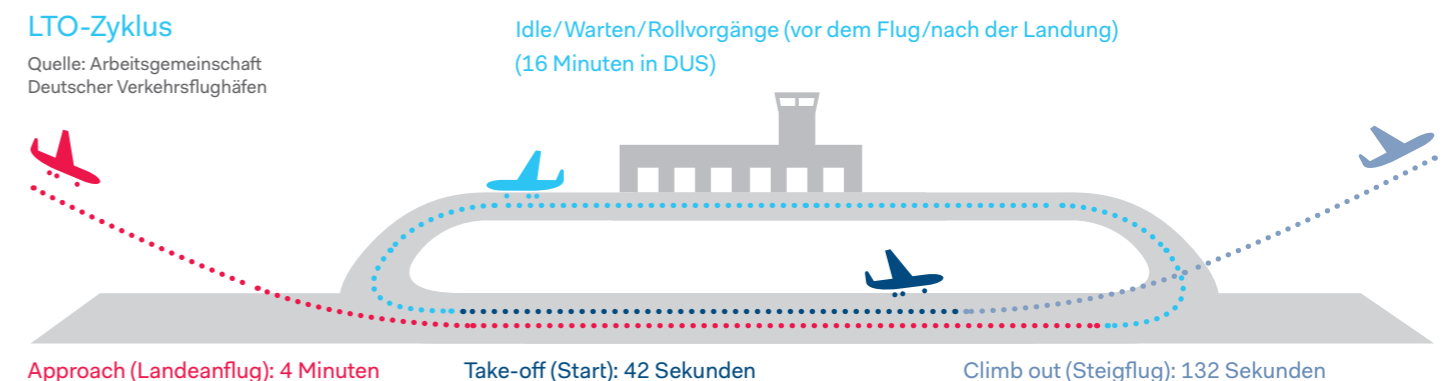 LTO-Zyklus
Quelle: Arbeitsgemeinschaft
Deutscher Verkehrsflughäfen
Idle/Warten/Rollvorgänge (vor dem Flug/nach der Landung)
(16 Minuten in DUS)
Approach (Landeanflug): 4 Minuten
Take-off (Start): 42 Sekunden
Climb out (Steigflug): 132 Sekunden